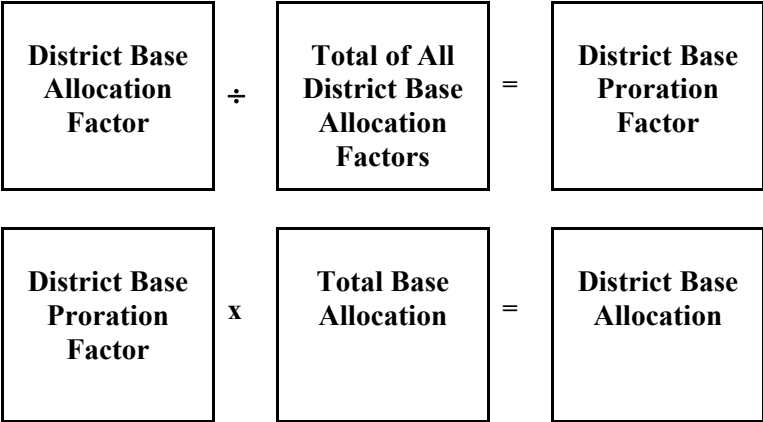 District Base
Allocation
Factor
÷
Total of All
District Base
Allocation
Factors
=
District Base
Proration
Factor
District Base
Proration
Factor
x
Total Base
Allocation
=
District Base
Allocation